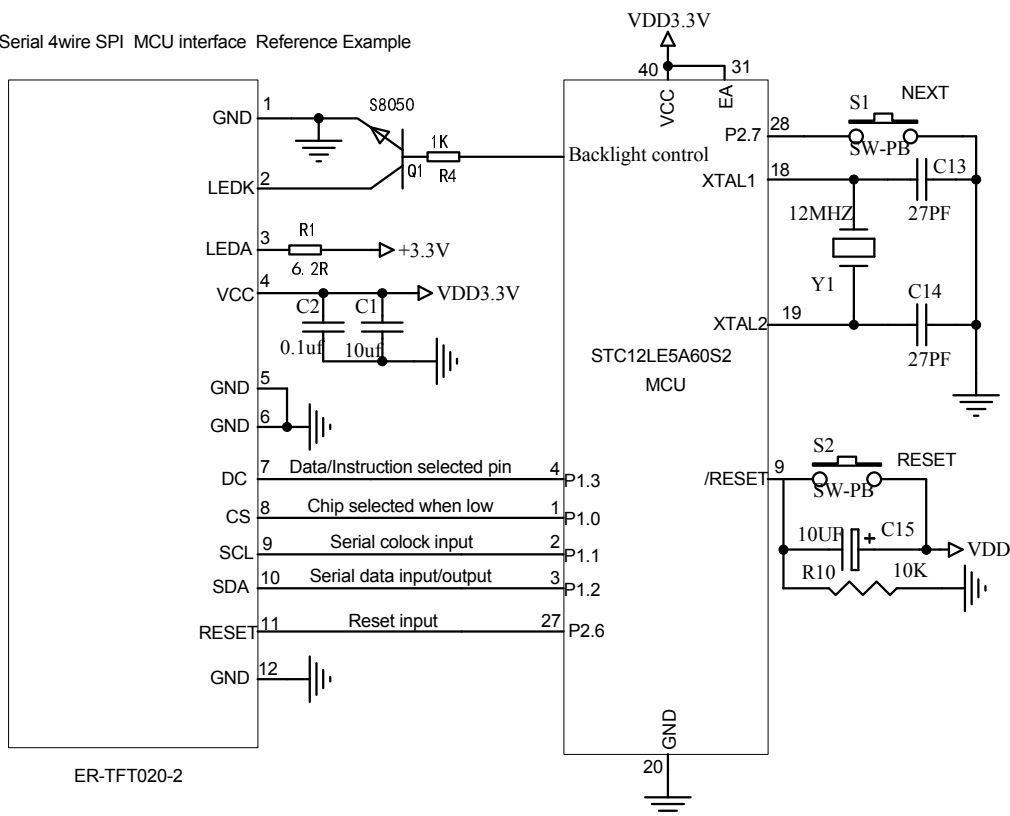 Serial 4wire SPI MCU interface Reference Example
VDD3.3V
40
31
VCC
EA
GND
1
S8050
1K
Q1
R4
Backlight control
LEDK
2
LEDA
3
R1
6.2R
+3.3V
VCC
4
VDD3.3V
C2
C1
0.1uf
10uf
GND
5
GND
6
DC
7
Data/Instruction selected pin
4
P1.3
CS
8
Chip selected when low
1
P1.0
SCL
9
Serial colock input
2
P1.1
SDA
10
Serial data input/output
3
P1.2
RESET
11
Reset input
27
P2.6
GND
12
ER-TFT020-2
STC12LE5A60S2
MCU
P2.7
28
S1
NEXT
SW-PB
XTAL1
18
C13
27PF
12MHZ
Y1
XTAL2
19
C14
27PF
/RESET
9
S2
RESET
SW-PB
10UF
+
C15
VDD
R10
10K
GND
20